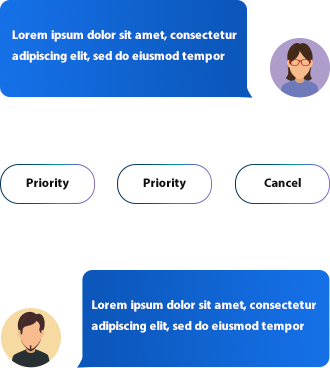 Lorem ipsum dolor sit amet, consectetur
adipiscing elit, sed do eiusmod tempor
Priority
Priority
Cancel
Lorem ipsum dolor sit amet, consectetur
adipiscing elit, sed do eiusmod tempor